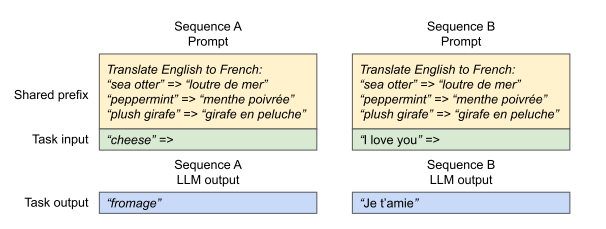 Sequence A
Prompt
Sequence B
Prompt
Shared prefix
Translate English to French:
“sea otter” => “loutre de mer”
“peppermint” => “menthe poivrée”
“plush girafe” => “girafe en peluche”
Translate English to French:
“sea otter” => “loutre de mer”
“peppermint” => “menthe poivrée”
“plush girafe” => “girafe en peluche”
Task input
“cheese” =>
“I love you” =>
Sequence A
LLM output
Sequence B
LLM output
Task output
“fromage”
“Je t’amie”